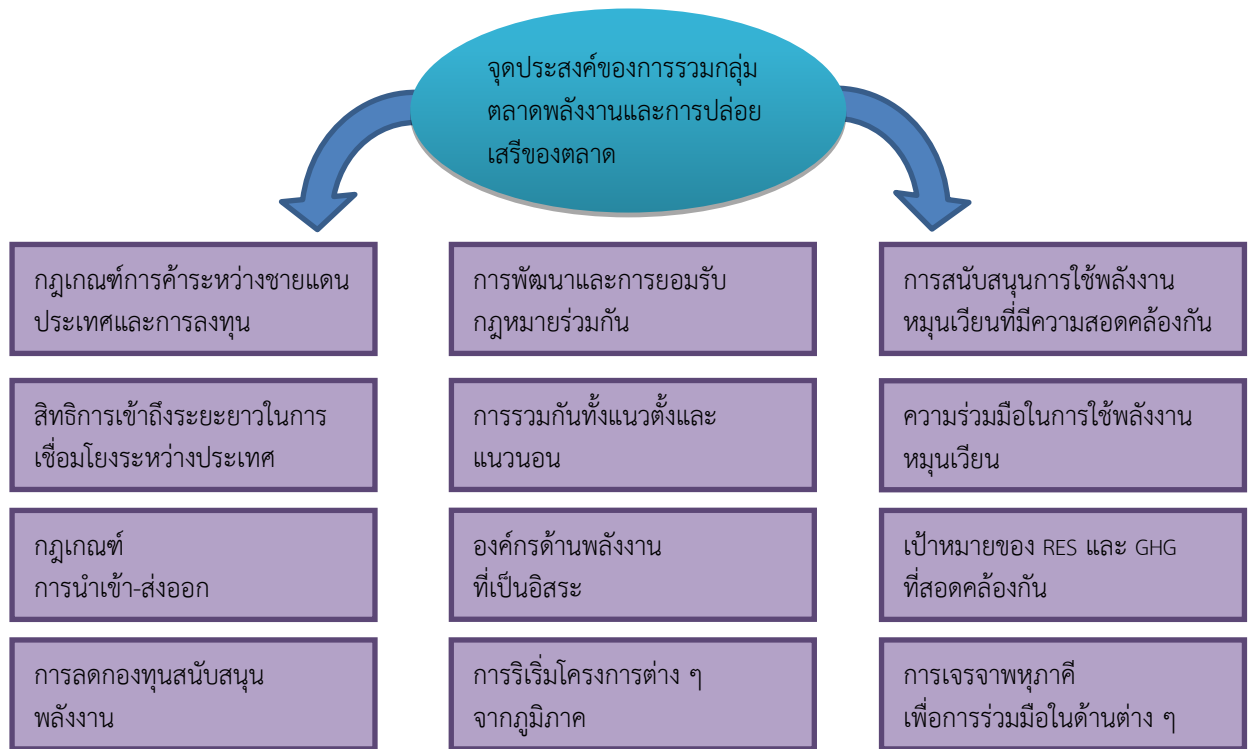 จุดประสงค์ของการรวมกลุ่ม
ตลาดพลังงานและการปล่อย
เสรีของตลาด
กฎเกณฑ์การค้าระหว่างชายแดน
ประเทศและการลงทุน
การพัฒนาและการยอมรับ
กฎหมายร่วมกัน
การสนับสนุนการใช้พลังงาน
หมุนเวียนที่มีความสอดคล้องกัน
สิทธิการเข้าถึงระยะยาวในการ
เชื่อมโยงระหว่างประเทศ
การรวมกันทั้งแนวตั้งและ
แนวนอน
ความร่วมมือในการใช้พลังงาน
หมุนเวียน
กฎเกณฑ์
การนำเข้า-ส่งออก
องค์กรด้านพลังงาน
ที่เป็นอิสระ
เป้าหมายของ RES และ GHG
ที่สอดคล้องกัน
การลดกองทุนสนับสนุน
พลังงาน
การริเริ่มโครงการต่าง ๆ
จากภูมิภาค
การเจรจาพหุภาคี
เพื่อการร่วมมือในด้านต่าง ๆ